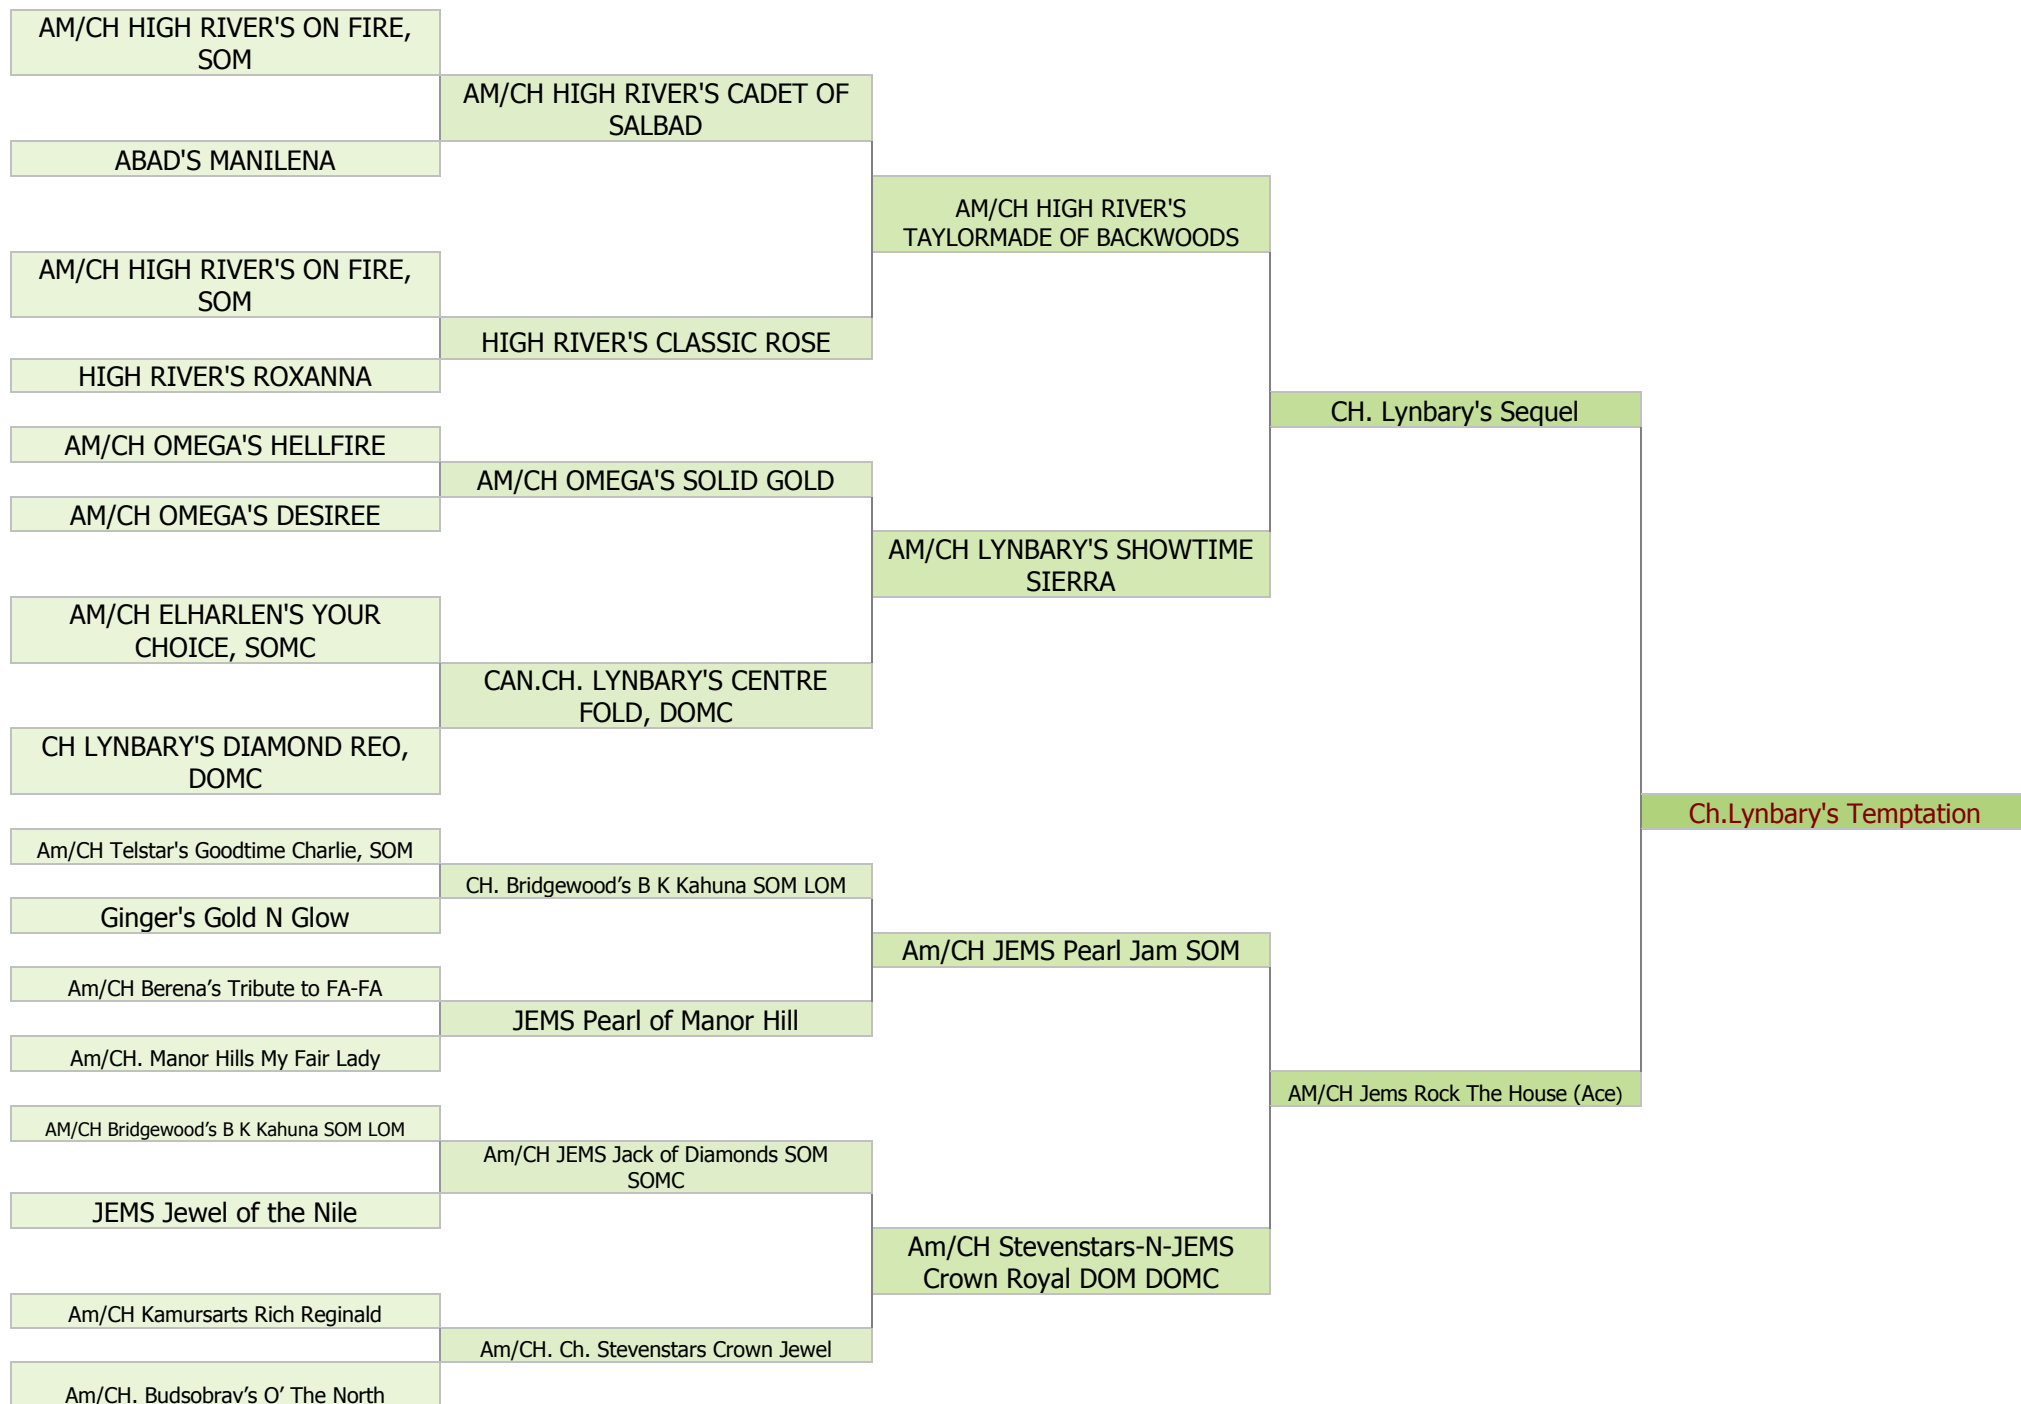 AM/CH HIGH RIVER'S ON FIRE,
SOM
AM/CH HIGH RIVER'S CADET OF
SALBAD
ABAD'S MANILENA
AM/CH HIGH RIVER'S
TAYLORMADE OF BACKWOODS
AM/CH HIGH RIVER'S ON FIRE,
SOM
HIGH RIVER'S CLASSIC ROSE
HIGH RIVER'S ROXANNA
CH. Lynbary's Sequel
AM/CH OMEGA'S HELLFIRE
AM/CH OMEGA'S SOLID GOLD
AM/CH OMEGA'S DESIREE
AM/CH LYNBARY'S SHOWTIME
SIERRA
AM/CH ELHARLEN'S YOUR
CHOICE, SOMC
CAN.CH. LYNBARY'S CENTRE
FOLD, DOMC
CH LYNBARY'S DIAMOND REO,
DOMC
Ch.Lynbary's Temptation
Am/CH Telstar's Goodtime Charlie, SOM
CH. Bridgewood’s B K Kahuna SOM LOM
Ginger's Gold N Glow
Am/CH JEMS Pearl Jam SOM
Am/CH Berena’s Tribute to FA-FA
JEMS Pearl of Manor Hill
Am/CH. Manor Hills My Fair Lady
AM/CH Jems Rock The House (Ace)
AM/CH Bridgewood’s B K Kahuna SOM LOM
Am/CH JEMS Jack of Diamonds SOM
SOMC
JEMS Jewel of the Nile
Am/CH Stevenstars-N-JEMS
Crown Royal DOM DOMC
Am/CH Kamursarts Rich Reginald
Am/CH. Ch. Stevenstars Crown Jewel
Am/CH. Budsobray’s O’ The North